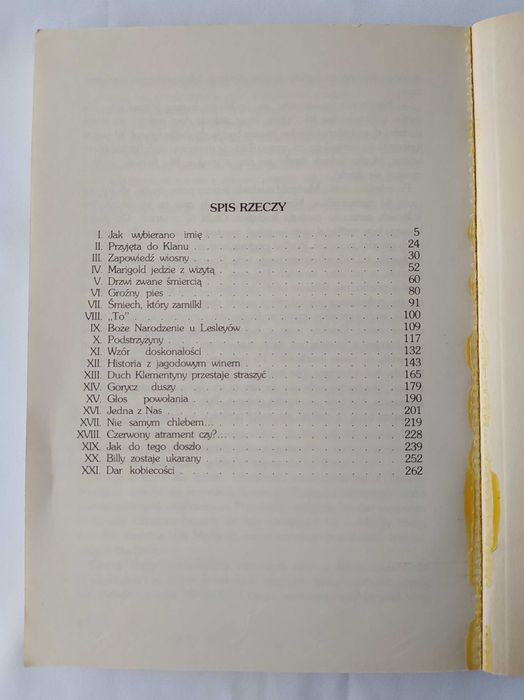 SPIS RZECZY
I. Jak wybierano imię . . . . . . . . . . . . 5
II. Przyjęta do Klanu . . . . . . . . . . . . 24
III. Zapowiedź wiosny . . . . . . . . . . . . 30
IV. Marigold jedzie z wizytą . . . . . . . . . . . . 52
V. Drzwi zwane śmiercią . . . . . . . . . . . . 60
VI. Groźny pies . . . . . . . . . . . . 80
VII. Śmiech, który zamilkł . . . . . . . . . . . . 91
VIII. „To" . . . . . . . . . . . . 100
IX. Boże Narodzenie u Lesleyów . . . . . . . . . . . . 109
X. Podstrzyżyny . . . . . . . . . . . . 117
XI. Wzór doskonałości . . . . . . . . . . . . 132
XII. Historia z jagodowym winem . . . . . . . . . . . . 143
XIII. Duch Klementyny przestaje straszyć . . . . . . . . . . . . 165
XIV. Gorycz duszy . . . . . . . . . . . . 179
XV. Głos powołania . . . . . . . . . . . . 190
XVI. Jedna z Nas . . . . . . . . . . . . 201
XVII. Nie samym chlebem... . . . . . . . . . . . . 219
XVIII. Czerwony atrament czy?... . . . . . . . . . . . . 228
XIX. Jak do tego doszło . . . . . . . . . . . . 239
XX. Billy zostaje ukarany . . . . . . . . . . . . 252
XXI. Dar kobiecości . . . . . . . . . . . . 262